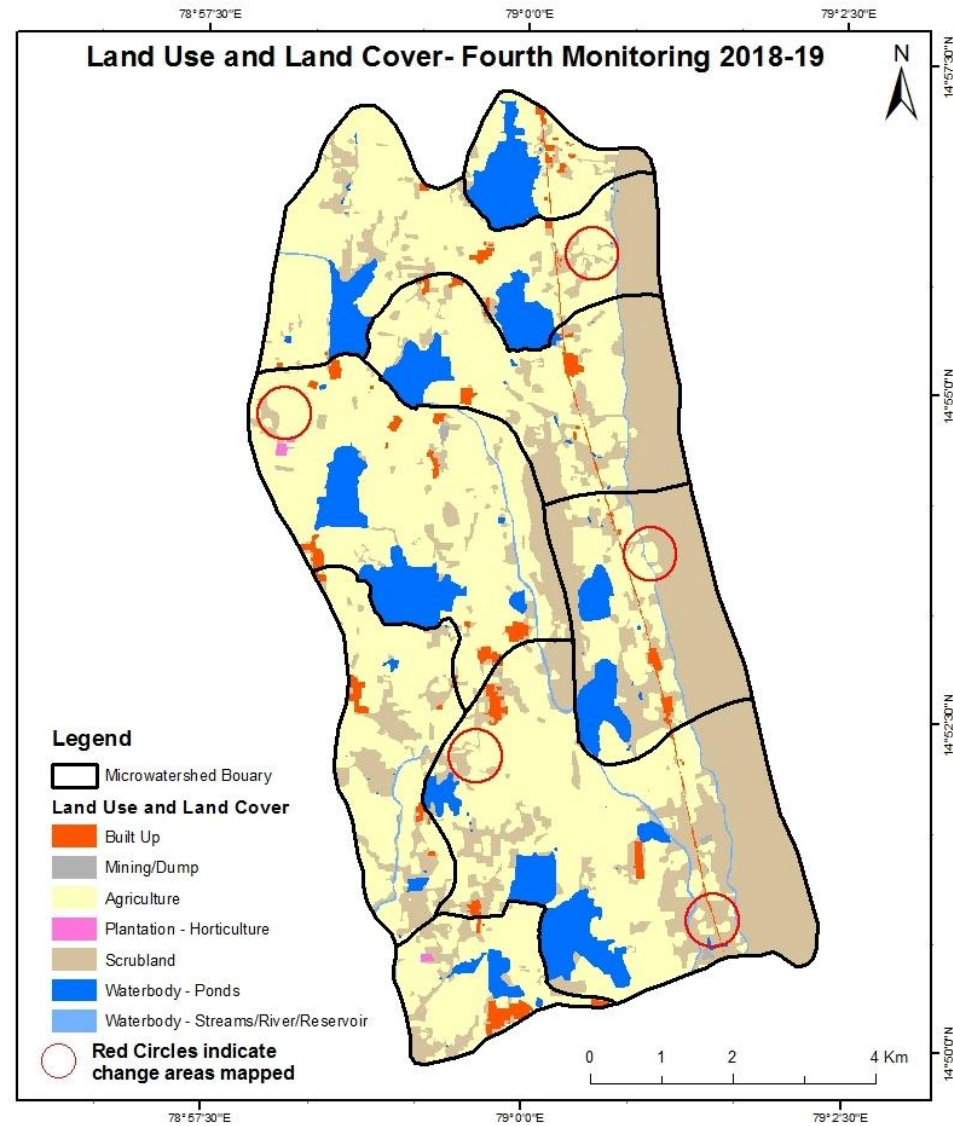 78°57'30"E 79°0'0"E 79°2'30"E
Land Use and Land Cover- Fourth Monitoring 2018-19
N
14°57'30"N
14°55'0"N
14°52'30"N
14°50'0"N
Legend
Microwatershed Bouary
Land Use and Land Cover
Built Up
Mining/Dump
Agriculture
Plantation - Horticulture
Scrubland
Waterbody - Ponds
Waterbody - Streams/River/Reservoir
Red Circles indicate
change areas mapped
0 1 2 4 Km
78°57'30"E 79°0'0"E 79°2'30"E